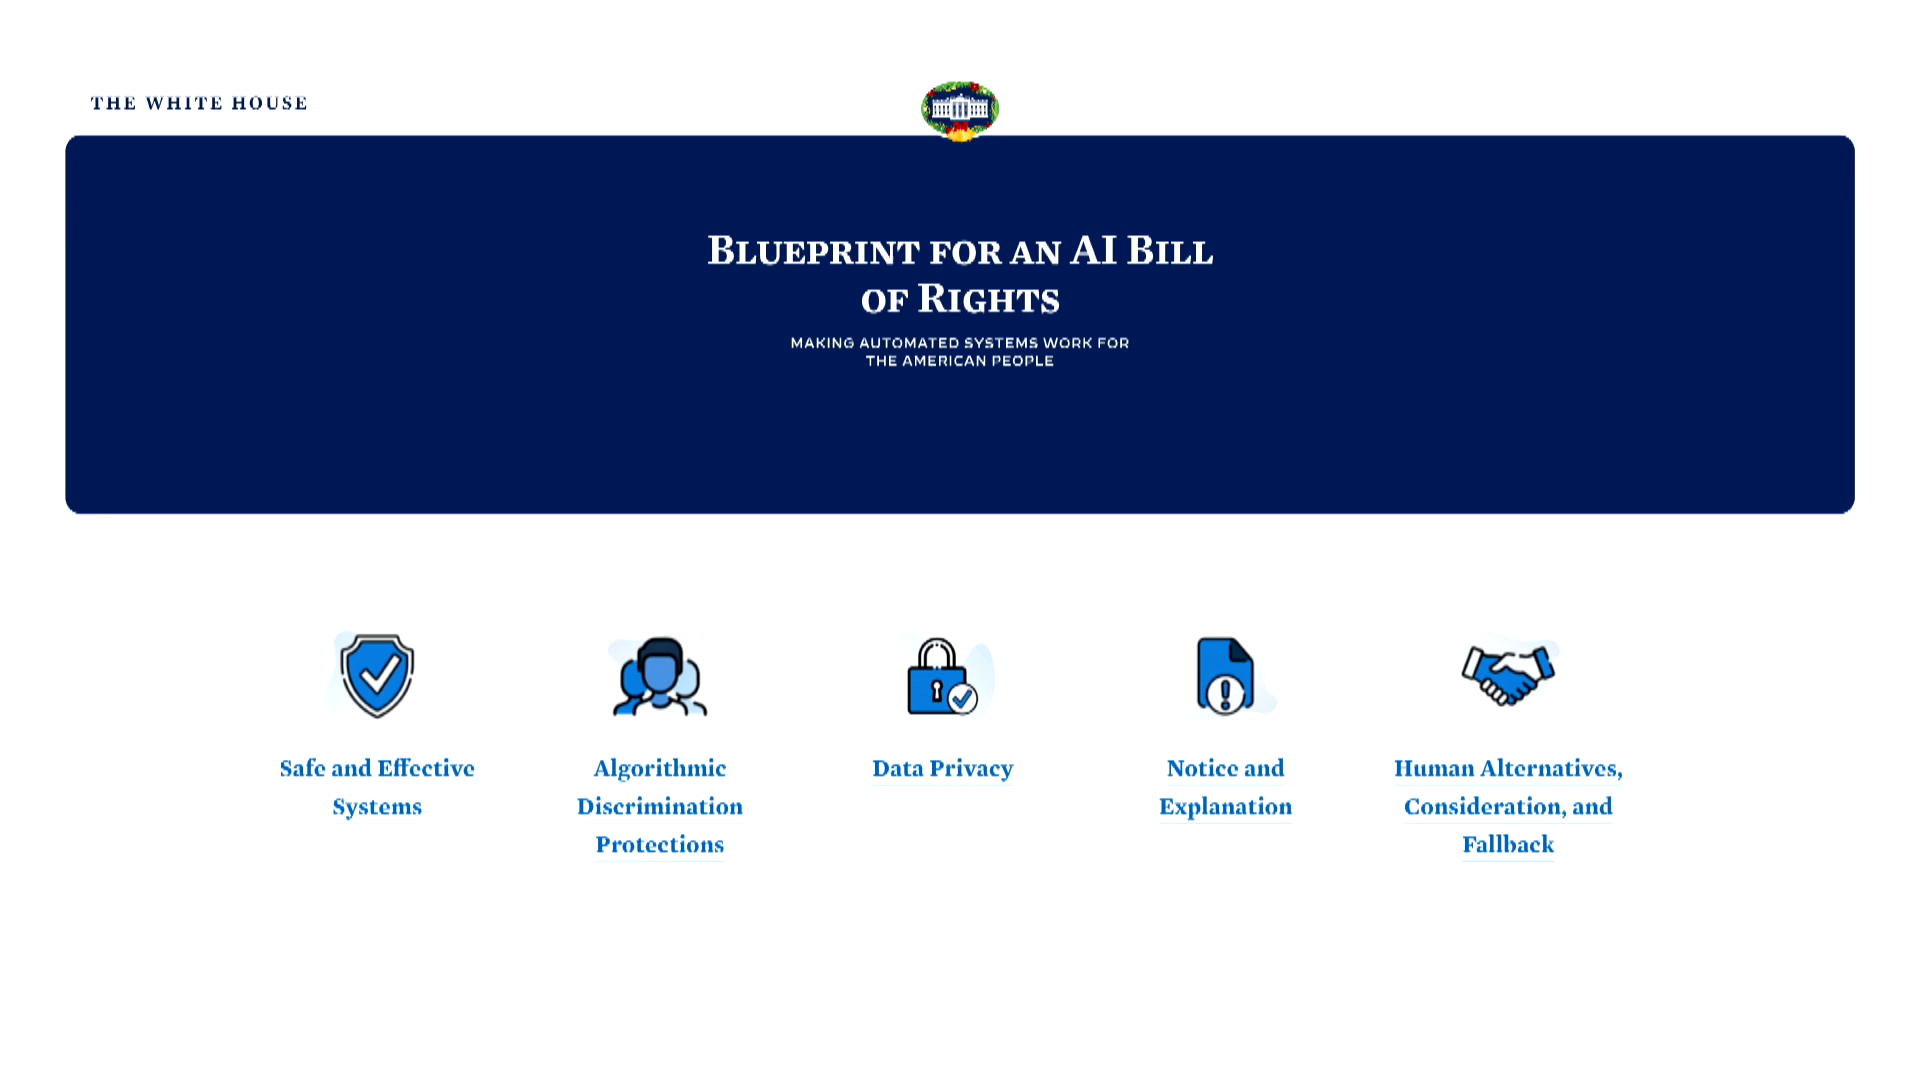 THE WHITE HOUSE
BLUEPRINT FOR AN AI BILL
OF RIGHTS
MAKING AUTOMATED SYSTEMS WORK FOR
THE AMERICAN PEOPLE
Safe and Effective
Systems
Algorithmic
Discrimination
Protections
Data Privacy
Notice and
Explanation
Human Alternatives,
Consideration, and
Fallback